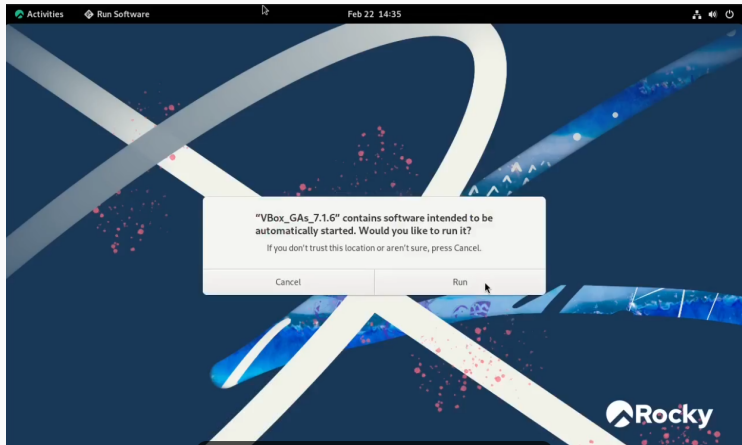 Activities Run Software Feb 22 14:35
"VBox_GAs_7.1.6" contains software intended to be
automatically started. Would you like to run it?
If you don't trust this location or aren't sure, press Cancel.
Cancel Run
Rocky